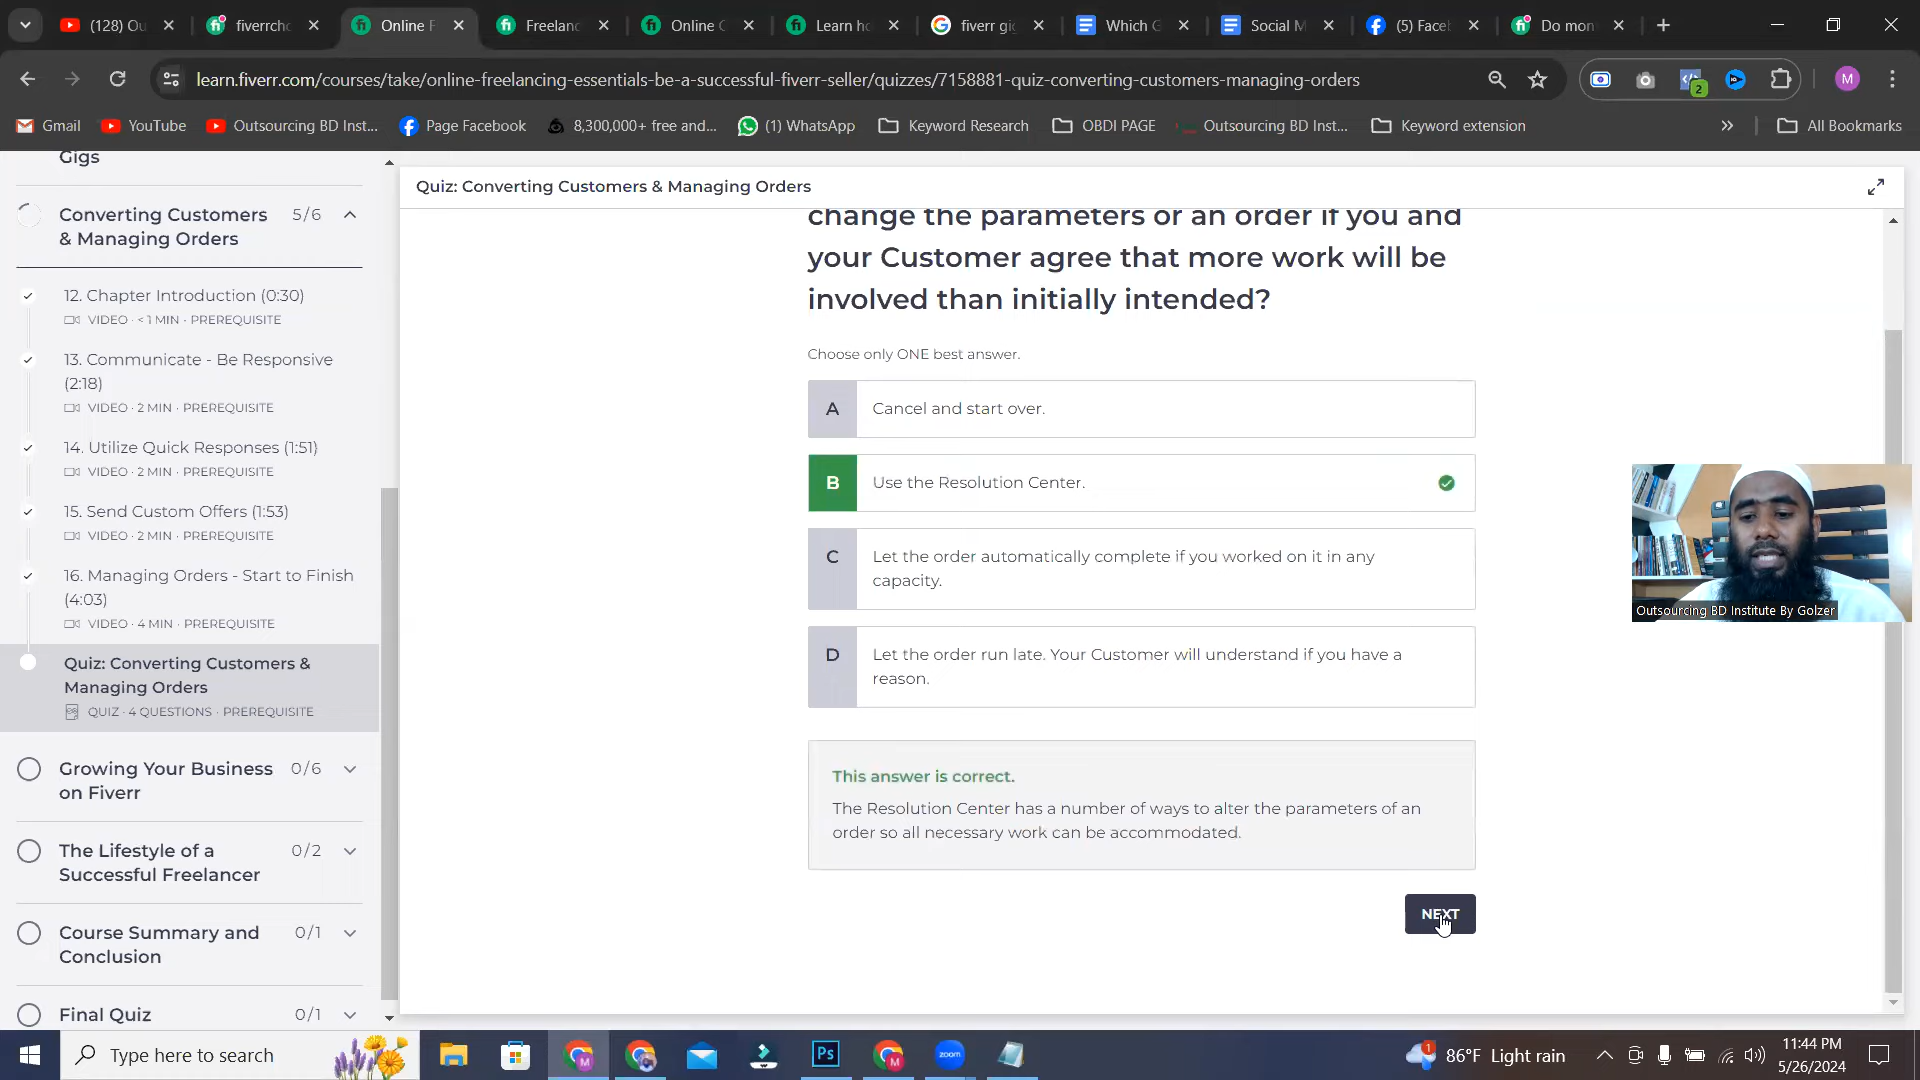 (128) Ou
fiverrcho
Online F
Freelanc
Online C
Learn ho
fiverr gig
Which G
Social M
(5) Faceb
Do mon
learn.fiverr.com/courses/take/online-freelancing-essentials-be-a-successful-fiverr-seller/quizzes/7158881-quiz-converting-customers-managing-orders
2
M
Gmail
YouTube
Outsourcing BD Inst...
Page Facebook
8,300,000+ free and...
(1) WhatsApp
Keyword Research
OBDI PAGE
Outsourcing BD Inst...
Keyword extension
All Bookmarks
Gigs
Converting Customers 5/6
& Managing Orders
12. Chapter Introduction (0:30)
VIDEO · < 1 MIN · PREREQUISITE
13. Communicate - Be Responsive
(2:18)
VIDEO · 2 MIN · PREREQUISITE
14. Utilize Quick Responses (1:51)
VIDEO · 2 MIN · PREREQUISITE
15. Send Custom Offers (1:53)
VIDEO · 2 MIN · PREREQUISITE
16. Managing Orders - Start to Finish
(4:03)
VIDEO · 4 MIN · PREREQUISITE
Quiz: Converting Customers &
Managing Orders
QUIZ · 4 QUESTIONS · PREREQUISITE
Growing Your Business 0/6
on Fiverr
The Lifestyle of a 0/2
Successful Freelancer
Course Summary and 0/1
Conclusion
Final Quiz 0/1
Quiz: Converting Customers & Managing Orders
change the parameters or an order if you and
your Customer agree that more work will be
involved than initially intended?
Choose only ONE best answer.
A Cancel and start over.
B Use the Resolution Center.
C Let the order automatically complete if you worked on it in any
capacity.
D Let the order run late. Your Customer will understand if you have a
reason.
This answer is correct.
The Resolution Center has a number of ways to alter the parameters of an
order so all necessary work can be accommodated.
NEXT
Outsourcing BD Institute By Golzer
Type here to search
Ps
zoom
1
86°F Light rain
11:44 PM
5/26/2024